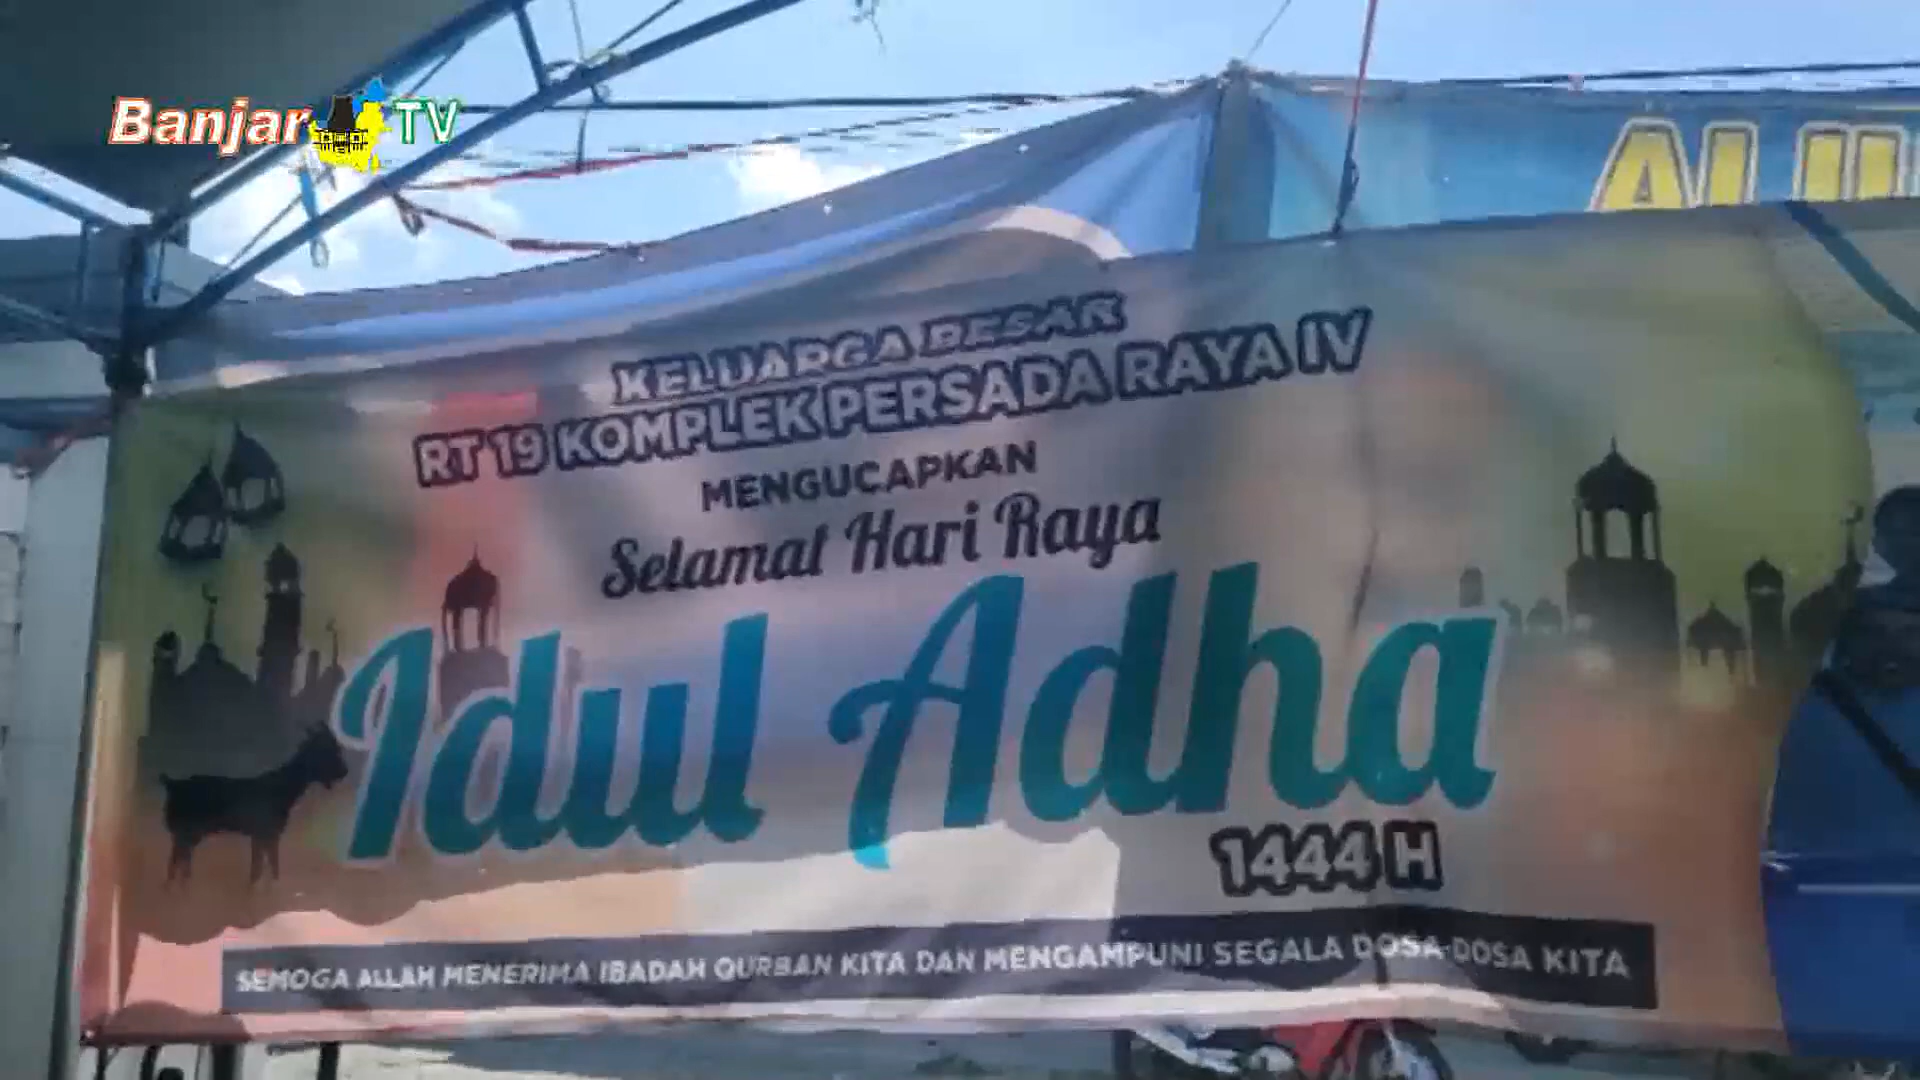 Banjar TV
KELUARGA BESAR
RT 19 KOMPLEK PERSADA RAYA IV
MENGUCAPKAN
Selamat Hari Raya
Idul Adha
1444 H
SEMOGA ALLAH MENERIMA IBADAH QURBAN KITA DAN MENGAMPUNI SEGALA DOSA-DOSA KITA